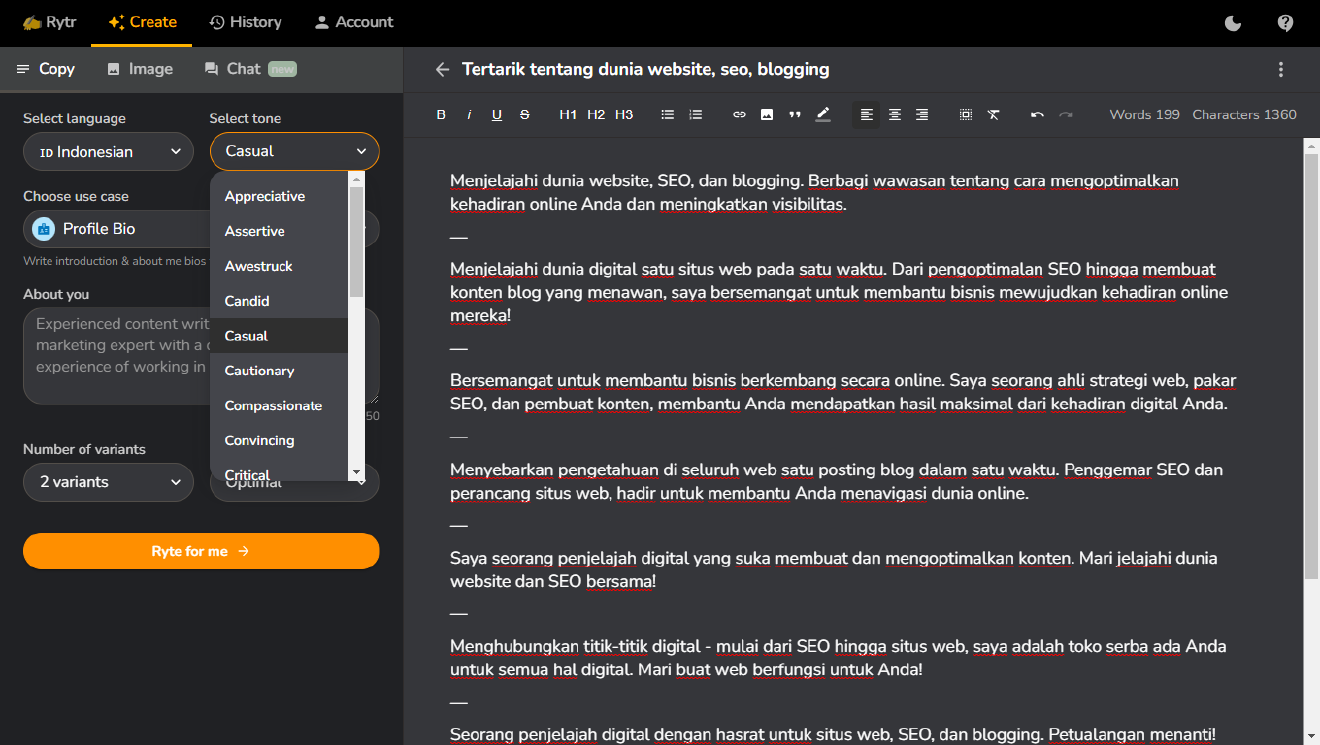 Rytr
Create
History
Account
Copy
Image
Chat new
Tertarik tentang dunia website, seo, blogging
B i U S H1 H2 H3
Words 199 Characters 1360
Select language
Select tone
ID Indonesian
Casual
Choose use case
Profile Bio
Write introduction & about me bios
About you
Experienced content writ
marketing expert with a
experience of working in
50
Number of variants
2 variants
Optimal
Ryte for me
Appreciative
Assertive
Awestruck
Candid
Casual
Cautionary
Compassionate
Convincing
Critical
Menjelajahi dunia website, SEO, dan blogging. Berbagi wawasan tentang cara mengoptimalkan
kehadiran online Anda dan meningkatkan visibilitas.
—
Menjelajahi dunia digital satu situs web pada satu waktu. Dari pengoptimalan SEO hingga membuat
konten blog yang menawan, saya bersemangat untuk membantu bisnis mewujudkan kehadiran online
mereka!
—
Bersemangat untuk membantu bisnis berkembang secara online. Saya seorang ahli strategi web, pakar
SEO, dan pembuat konten, membantu Anda mendapatkan hasil maksimal dari kehadiran digital Anda.
—
Menyebarkan pengetahuan di seluruh web satu posting blog dalam satu waktu. Penggemar SEO dan
perancang situs web, hadir untuk membantu Anda menavigasi dunia online.
—
Saya seorang penjelajah digital yang suka membuat dan mengoptimalkan konten. Mari jelajahi dunia
website dan SEO bersama!
—
Menghubungkan titik-titik digital - mulai dari SEO hingga situs web, saya adalah toko serba ada Anda
untuk semua hal digital. Mari buat web berfungsi untuk Anda!
—
Seorang penjelajah digital dengan hasrat untuk situs web, SEO, dan blogging. Petualangan menanti!